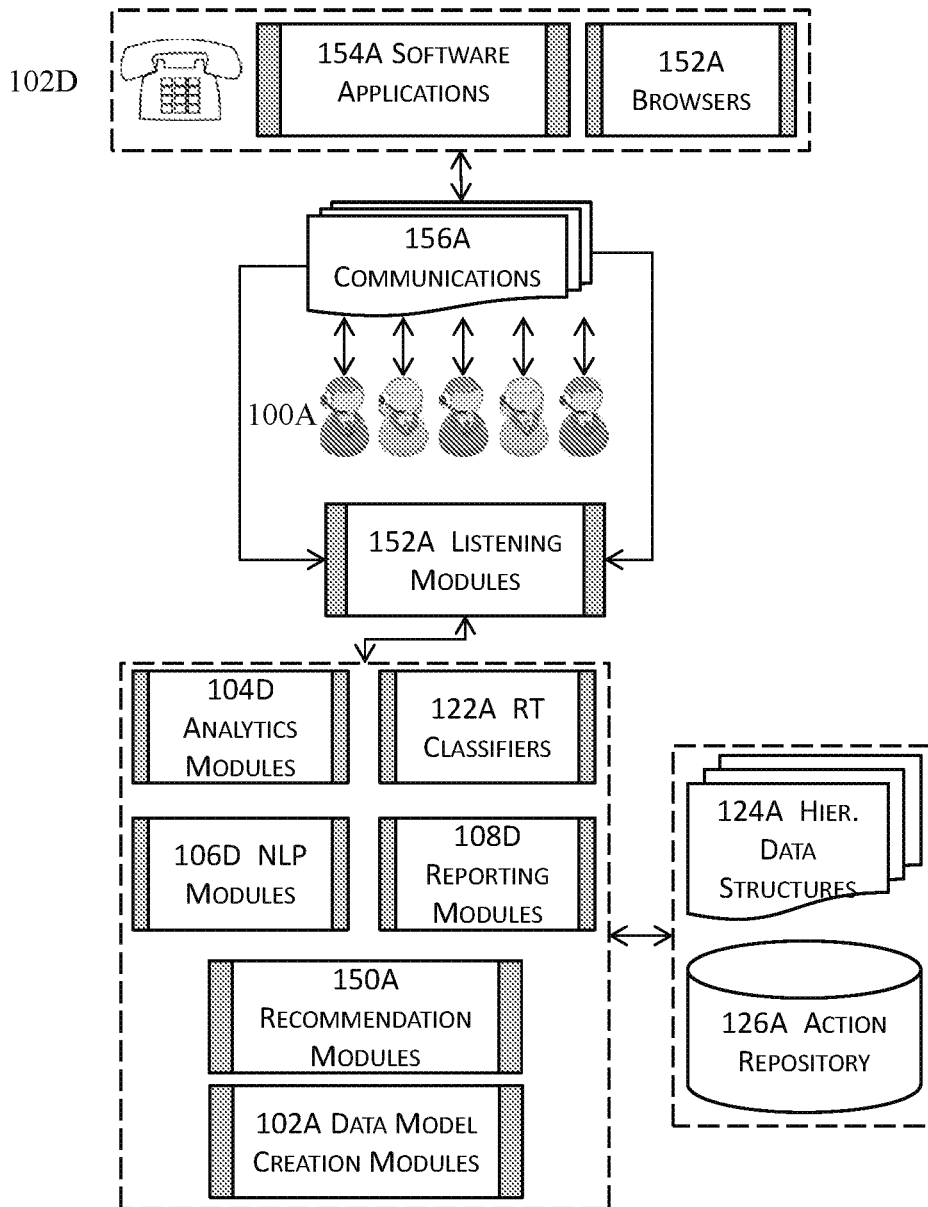 102D
154A SOFTWARE
APPLICATIONS
152A
BROWSERS
156A
COMMUNICATIONS
100A
152A LISTENING
MODULES
104D
ANALYTICS
MODULES
122A RT
CLASSIFIERS
106D NLP
MODULES
108D
REPORTING
MODULES
150A
RECOMMENDATION
MODULES
102A DATA MODEL
CREATION MODULES
124A HIER.
DATA
STRUCTURES
126A ACTION
REPOSITORY